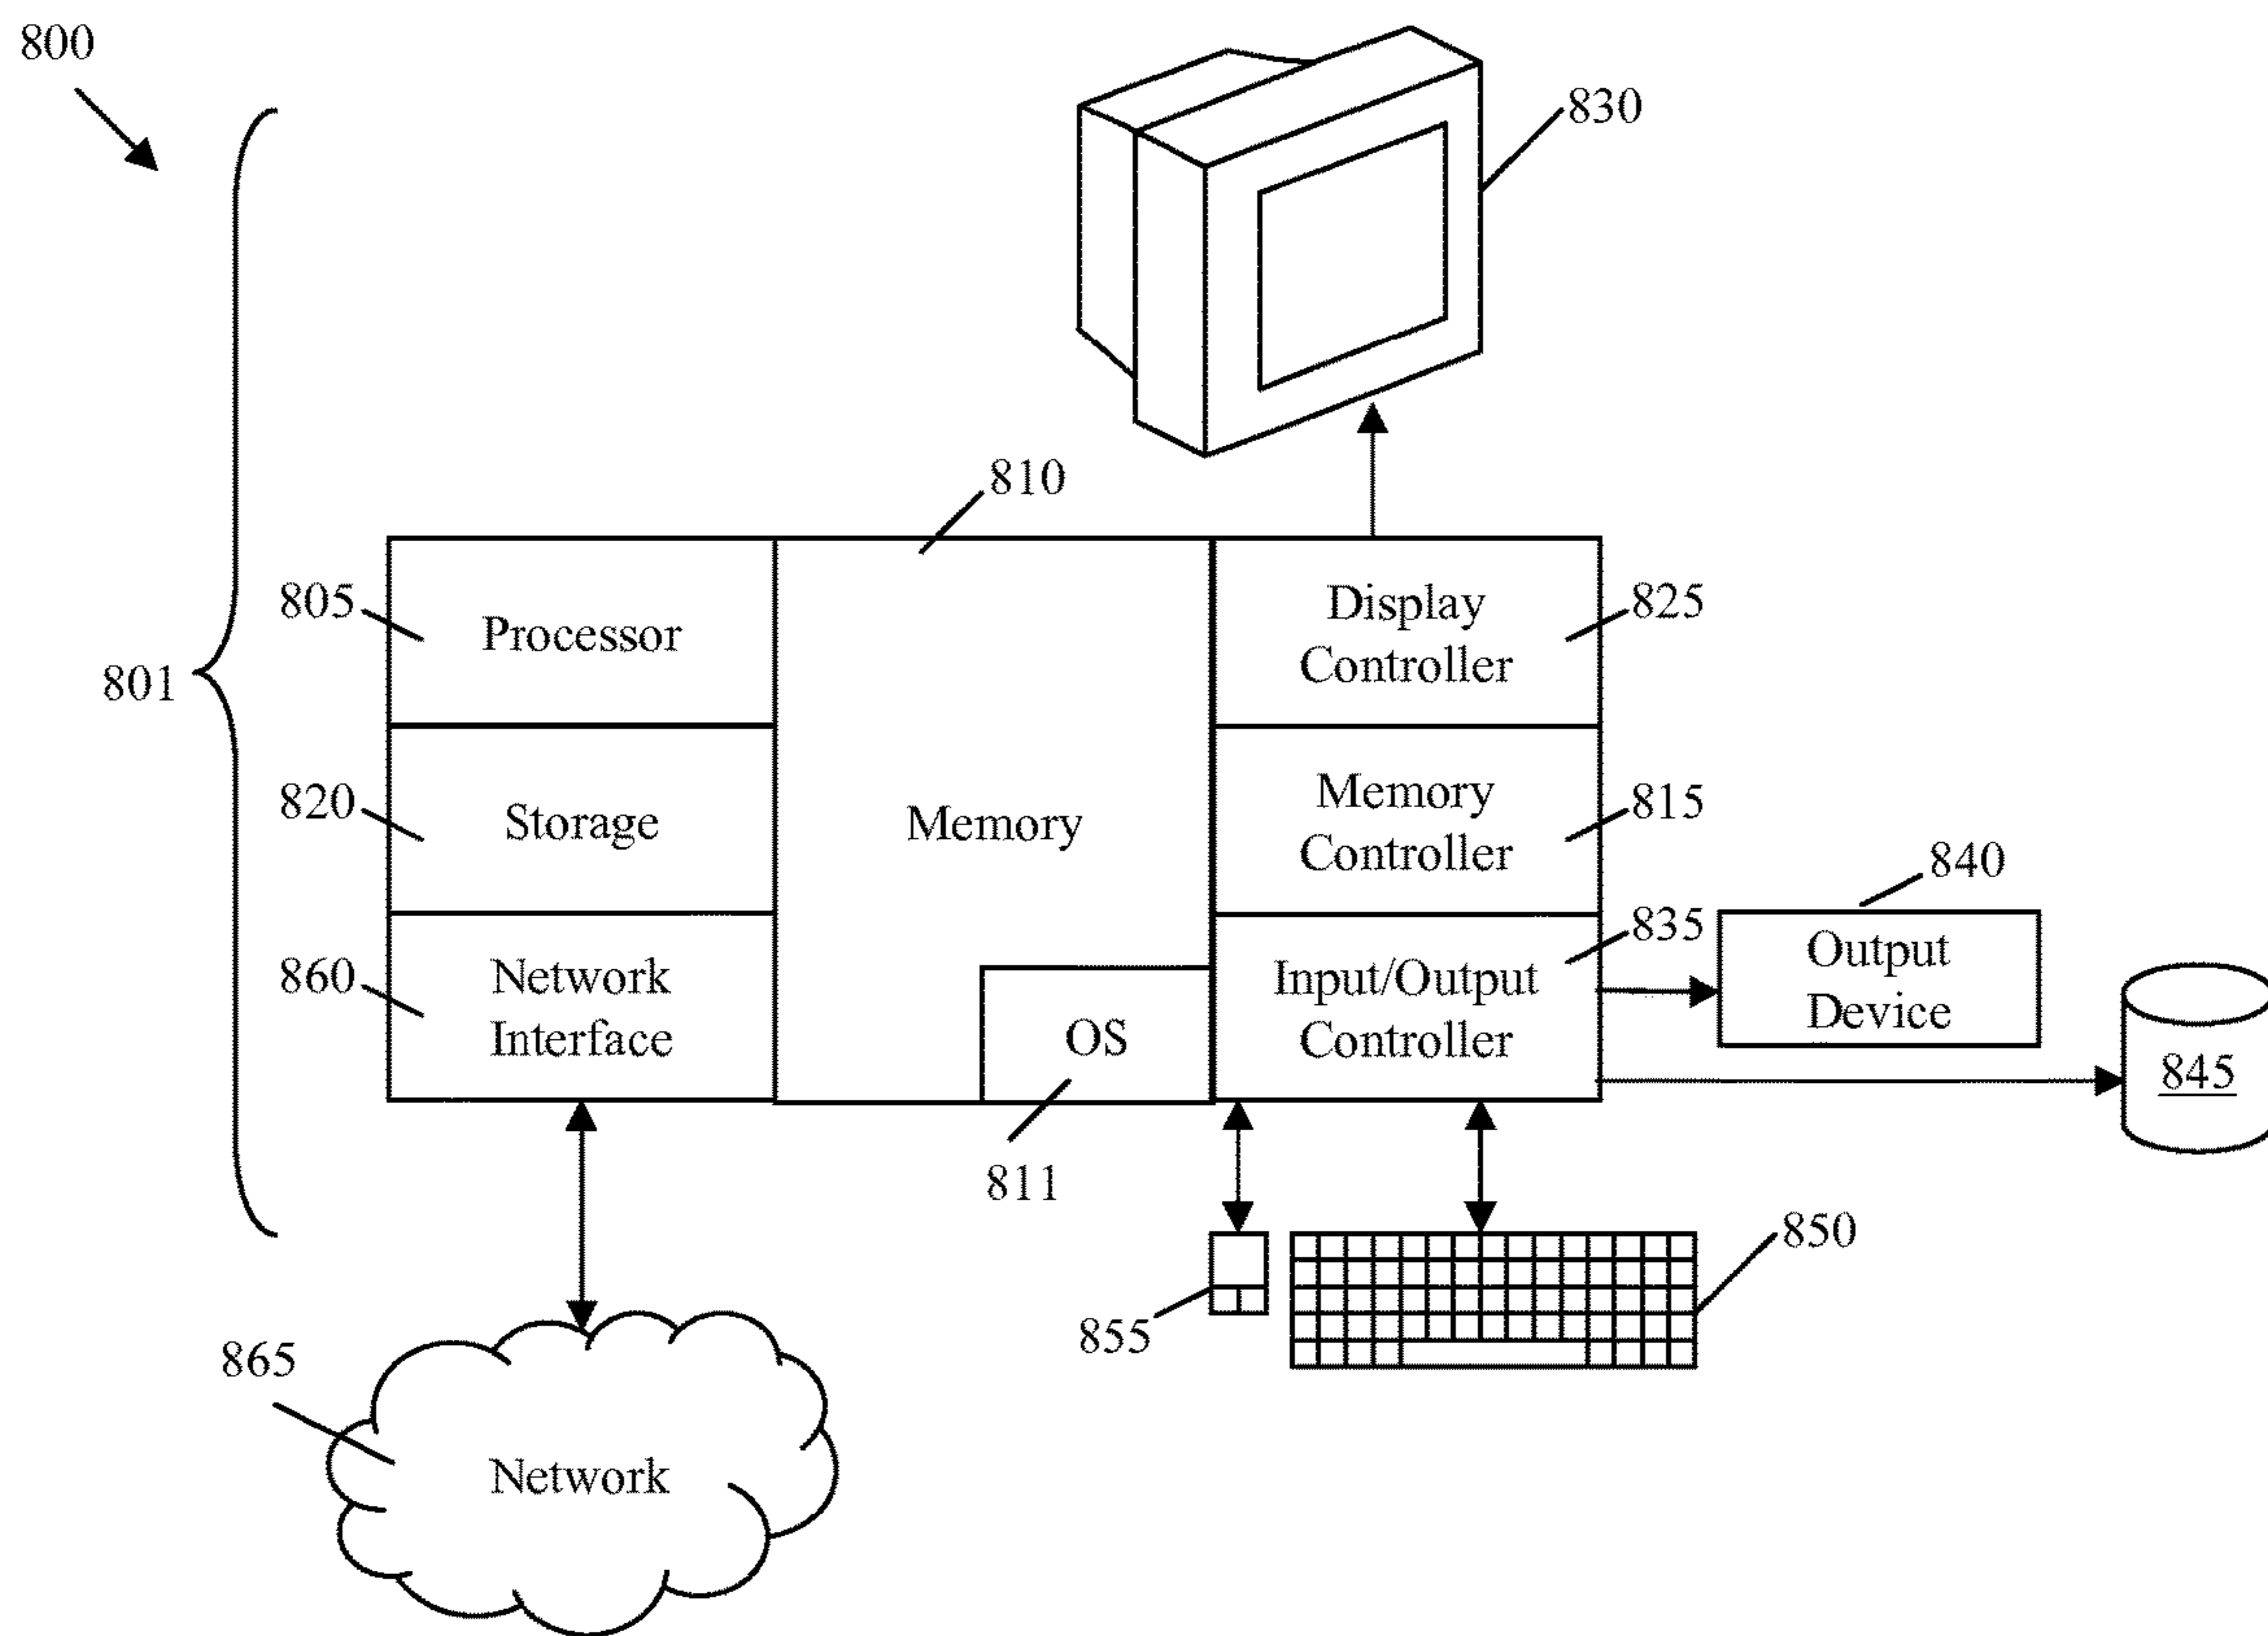 800
830
810
805
Processor
Display
Controller
825
801
820
Storage
Memory
Memory
Controller
815
840
835
860
Network
Interface
OS
Input/Output
Controller
Output
Device
845
811
850
855
865
Network